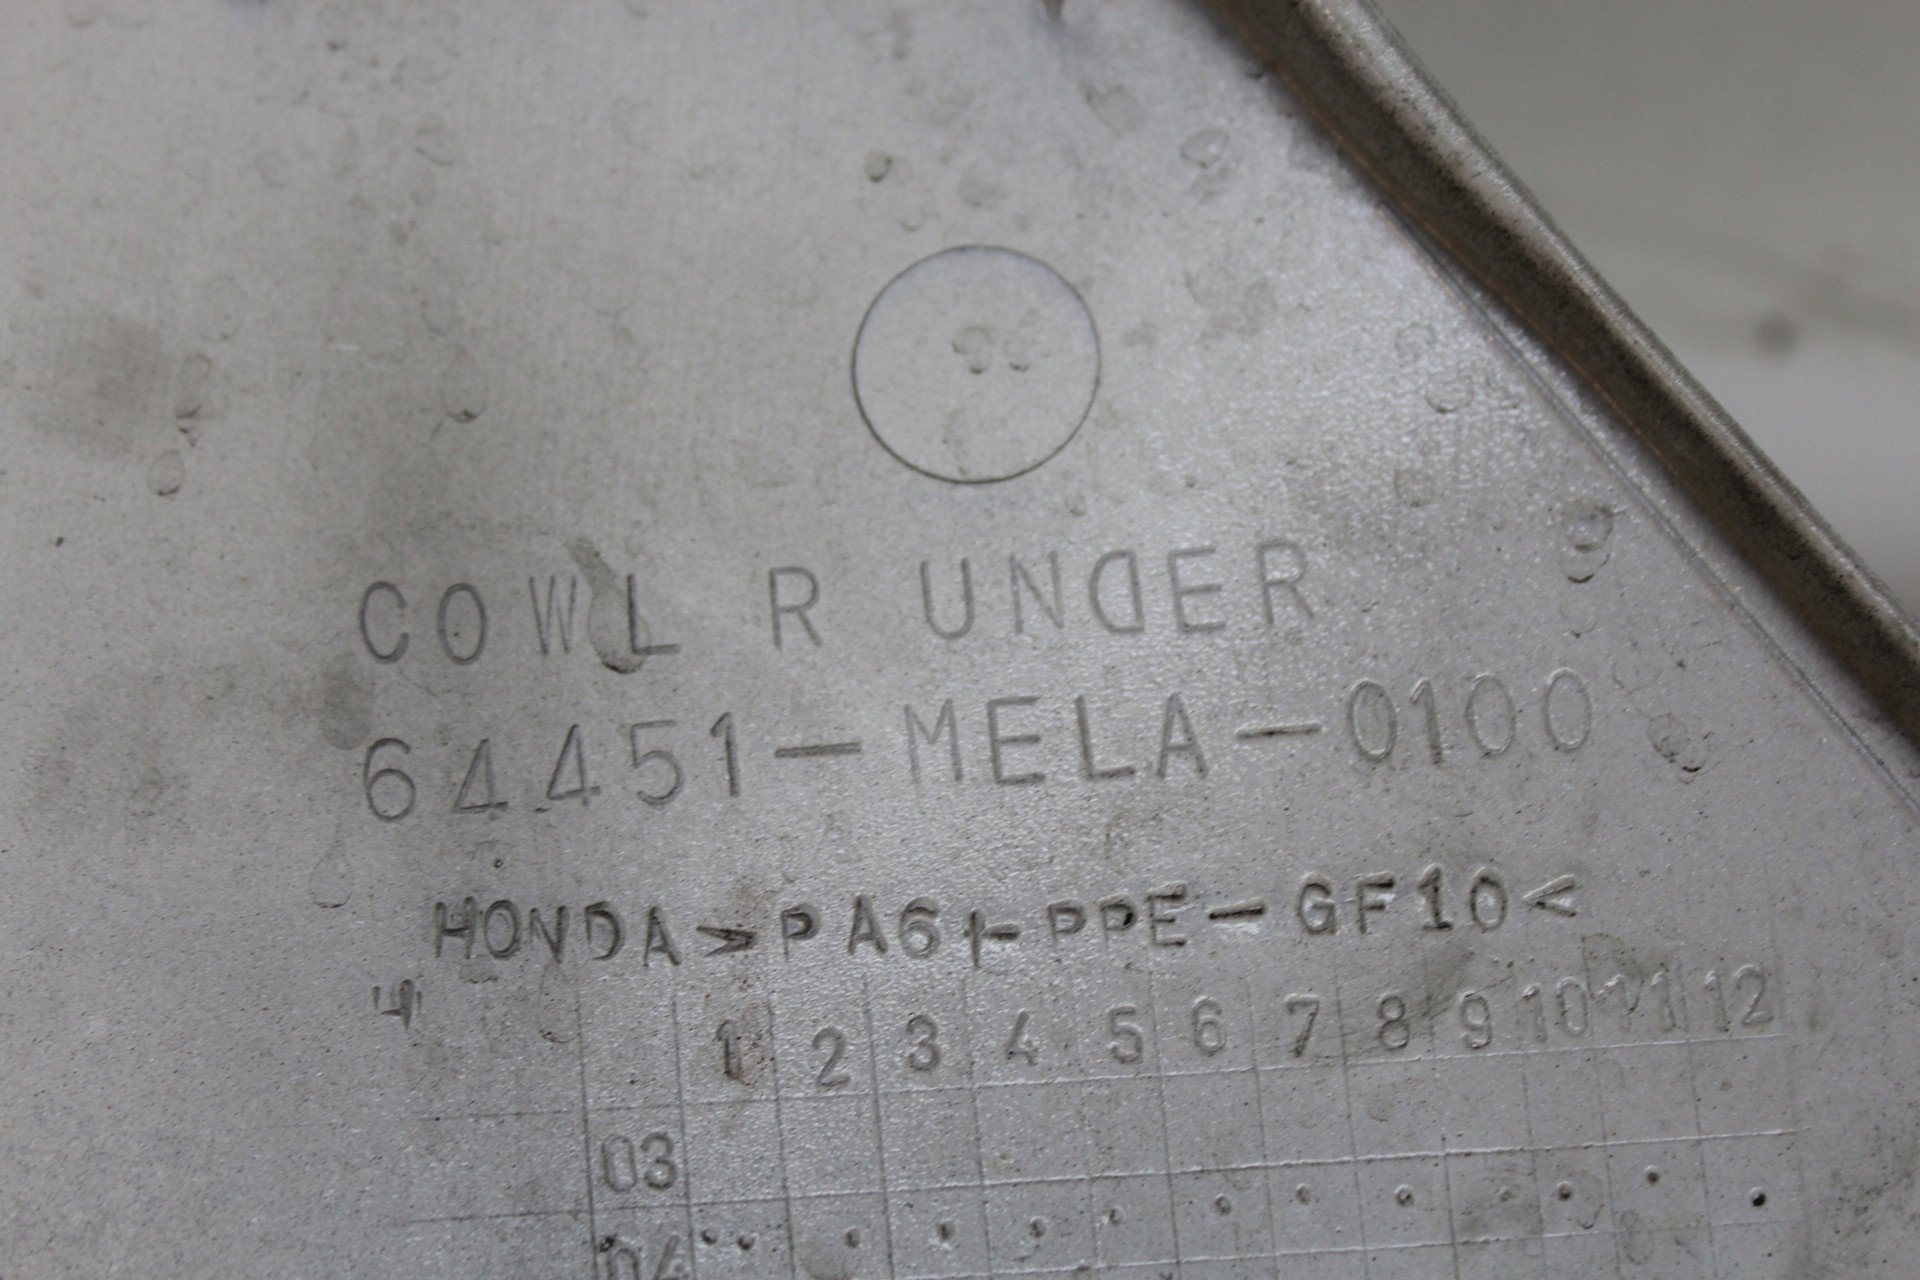 COWL R UNDER
64451-MELA-0100
HONDA >PA6+PPE-GF10<
1 2 3 4 5 6 7 8 9 10 11 12
03
04